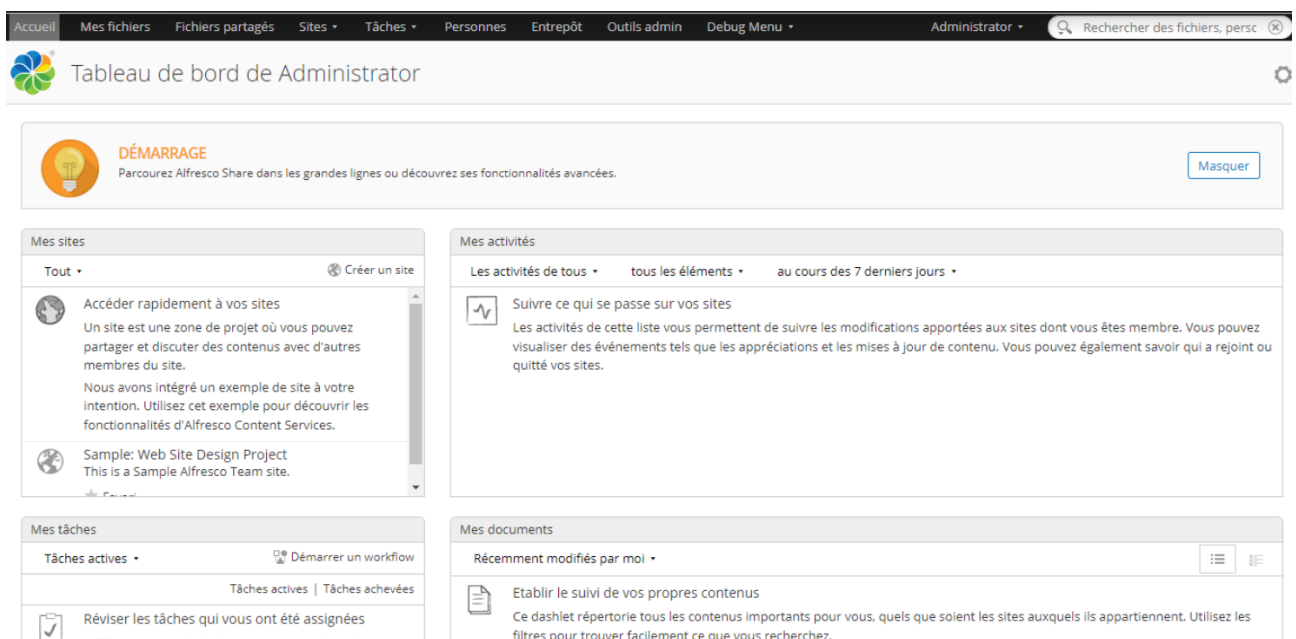 Accueil Mes fichiers Fichiers partagés Sites Tâches Personnes Entrepôt Outils admin Debug Menu Administrator Rechercher des fichiers, persc
Tableau de bord de Administrator
DÉMARRAGE
Parcourez Alfresco Share dans les grandes lignes ou découvrez ses fonctionnalités avancées.
Masquer
Mes sites
Tout Créer un site
Accéder rapidement à vos sites
Un site est une zone de projet où vous pouvez
partager et discuter des contenus avec d'autres
membres du site.
Nous avons intégré un exemple de site à votre
intention. Utilisez cet exemple pour découvrir les
fonctionnalités d'Alfresco Content Services.
Sample: Web Site Design Project
This is a Sample Alfresco Team site.
Favori
Mes activités
Les activités de tous tous les éléments au cours des 7 derniers jours
Suivre ce qui se passe sur vos sites
Les activités de cette liste vous permettent de suivre les modifications apportées aux sites dont vous êtes membre. Vous pouvez
visualiser des événements tels que les appréciations et les mises à jour de contenu. Vous pouvez également savoir qui a rejoint ou
quitté vos sites.
Mes tâches
Tâches actives Démarrer un workflow
Tâches actives | Tâches achevées
Réviser les tâches qui vous ont été assignées
Mes documents
Récemment modifiés par moi
Etablir le suivi de vos propres contenus
Ce dashlet répertorie tous les contenus importants pour vous, quels que soient les sites auxquels ils appartiennent. Utilisez les
filtres pour trouver facilement ce que vous recherchez.